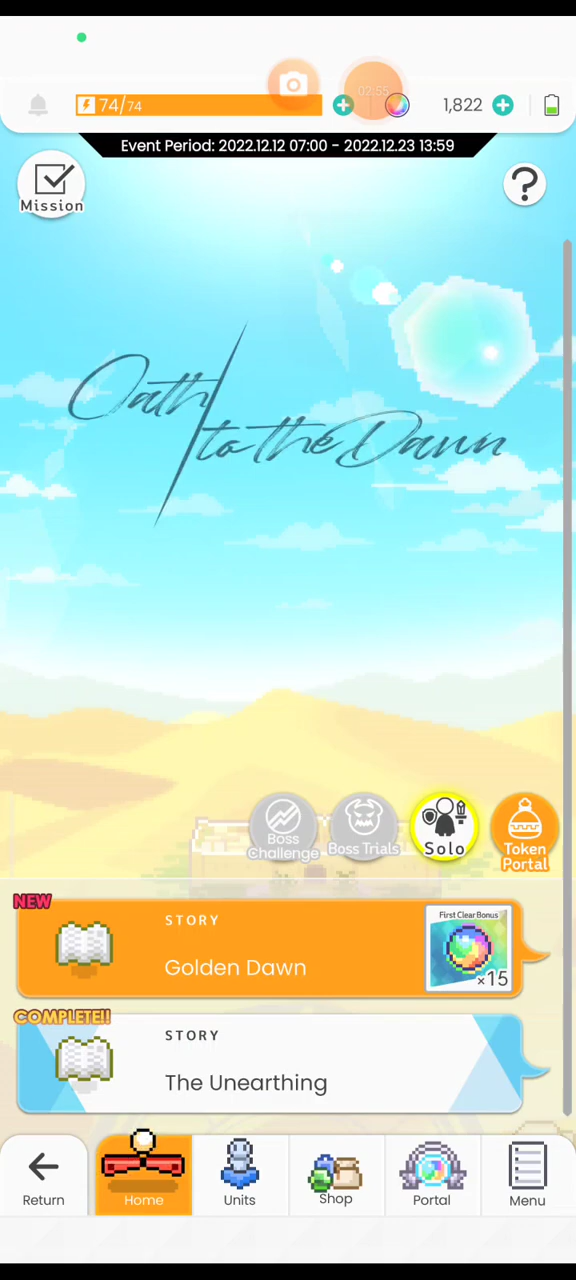 02:55
74/74
1,822
Event Period: 2022.12.12 07:00 - 2022.12.23 13:59
Mission
?
Oath
to the Dawn
Boss
Challenge
Boss Trials
Solo
Token
Portal
NEW
STORY
Golden Dawn
First Clear Bonus
×15
COMPLETE!!
STORY
The Unearthing
Return
Home
Units
Shop
Portal
Menu